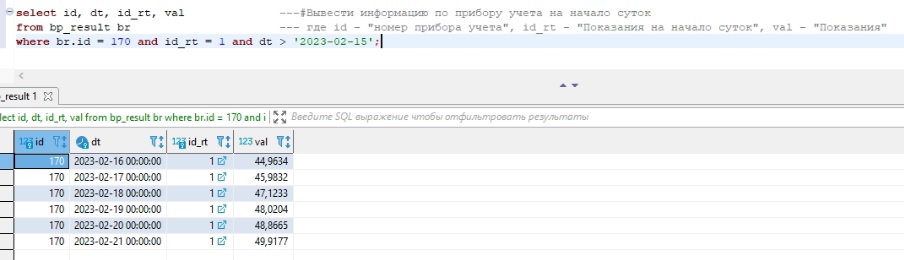 select id, dt, id_rt, val ---#Вывести информацию по прибору учета на начало суток
from bp_result br --- где id - "номер прибора учета", id_rt - "Показания на начало суток", val - "Показания"
where br.id = 170 and id_rt = 1 and dt > '2023-02-15';
_result 1
lect id, dt, id_rt, val from bp_result br where br.id = 170 and i Введите SQL выражение чтобы отфильтровать результаты
123 id dt 123 id_rt 123 val
170 2023-02-16 00:00:00 1 44,9634
170 2023-02-17 00:00:00 1 45,9832
170 2023-02-18 00:00:00 1 47,1233
170 2023-02-19 00:00:00 1 48,0204
170 2023-02-20 00:00:00 1 48,8665
170 2023-02-21 00:00:00 1 49,9177